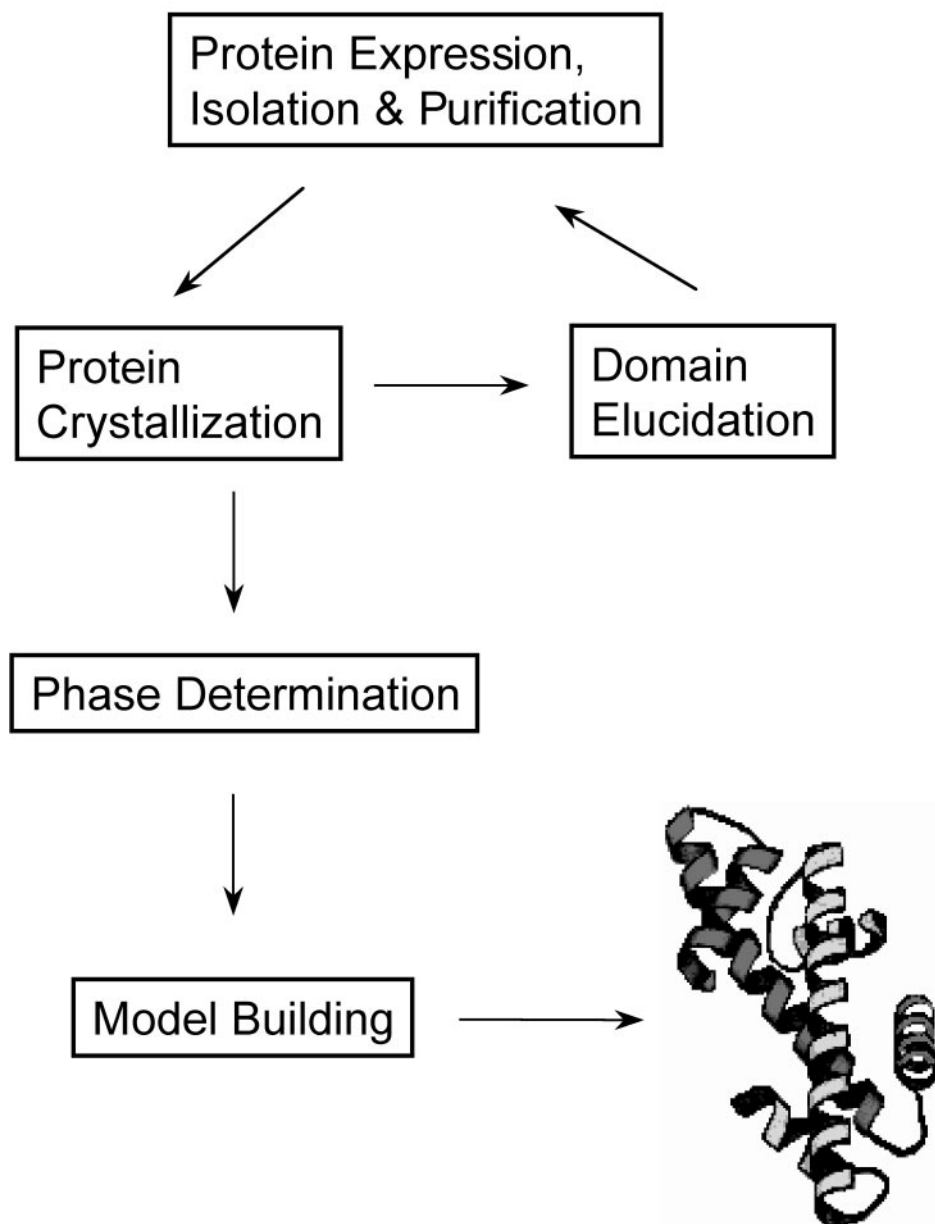 Protein Expression,
Isolation & Purification
Protein
Crystallization
Domain
Elucidation
Phase Determination
Model Building